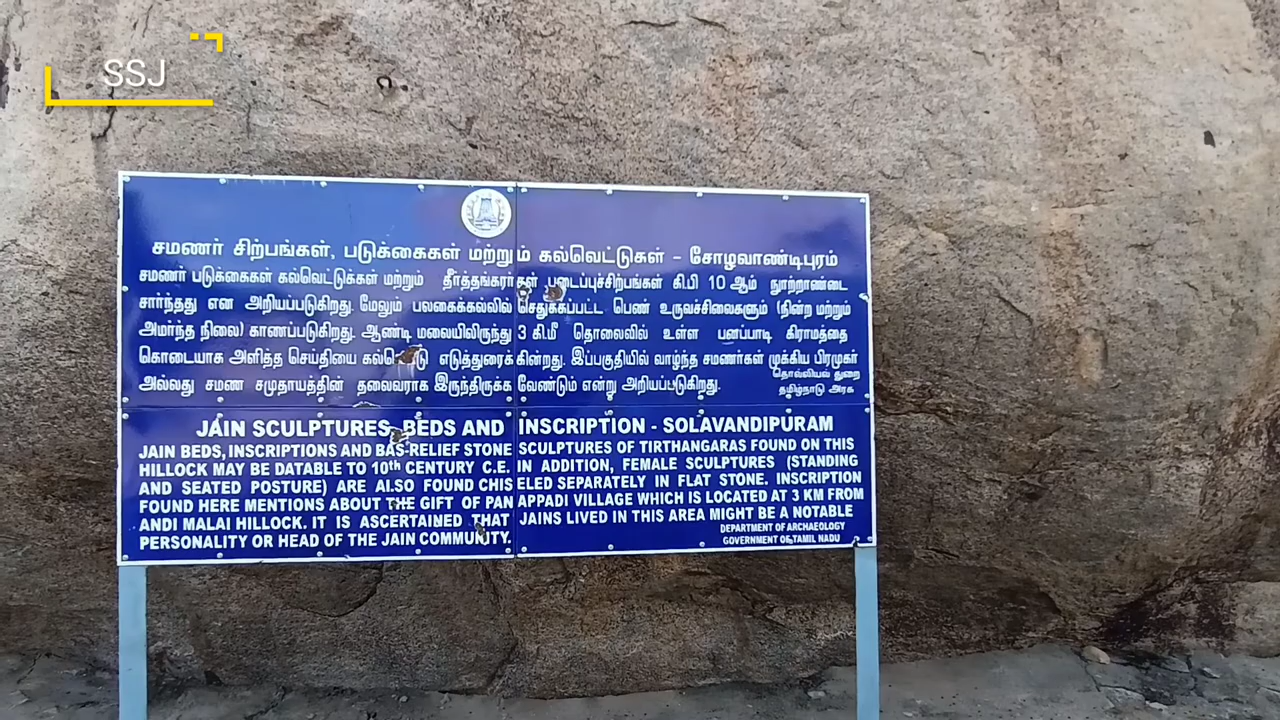 SSJ
சமணர் சிற்பங்கள், படுக்கைகள் மற்றும் கல்வெட்டுகள் – சோழவாண்டிபுரம்
சமணர் படுக்கைகள் கல்வெட்டுக்கள் மற்றும் தீர்த்தங்கரர்கள் புடைப்புச்சிற்பங்கள் கி.பி 10 ஆம் நூற்றாண்டை
சார்ந்தது என அறியப்படுகிறது. மேலும் பலகைக்கல்லில் செதுக்கப்பட்ட பெண் உருவச்சிலைகளும் (நின்ற மற்றும்
அமர்ந்த நிலை) காணப்படுகிறது. ஆண்டி மலையிலிருந்து 3 கி.மீ தொலைவில் உள்ள பனப்பாடி கிராமத்தை
கொடையாக அளித்த செய்தியை கல்வெட்டு எடுத்துரைக்கின்றது. இப்பகுதியில் வாழ்ந்த சமணர்கள் முக்கிய பிரமுகர்
அல்லது சமண சமுதாயத்தின் தலைவராக இருந்திருக்க வேண்டும் என்று அறியப்படுகிறது.
தொல்லியல் துறை
தமிழ்நாடு அரசு
JAIN SCULPTURES, BEDS AND INSCRIPTION - SOLAVANDIPURAM
JAIN BEDS, INSCRIPTIONS AND BAS-RELIEF STONE SCULPTURES OF TIRTHANGARAS FOUND ON THIS
HILLOCK MAY BE DATABLE TO 10th CENTURY C.E. IN ADDITION, FEMALE SCULPTURES (STANDING
AND SEATED POSTURE) ARE ALSO FOUND CHISELED SEPARATELY IN FLAT STONE. INSCRIPTION
FOUND HERE MENTIONS ABOUT THE GIFT OF PANAPPADI VILLAGE WHICH IS LOCATED AT 3 KM FROM
ANDI MALAI HILLOCK. IT IS ASCERTAINED THAT JAINS LIVED IN THIS AREA MIGHT BE A NOTABLE
PERSONALITY OR HEAD OF THE JAIN COMMUNITY.
DEPARTMENT OF ARCHAEOLOGY
GOVERNMENT OF TAMIL NADU